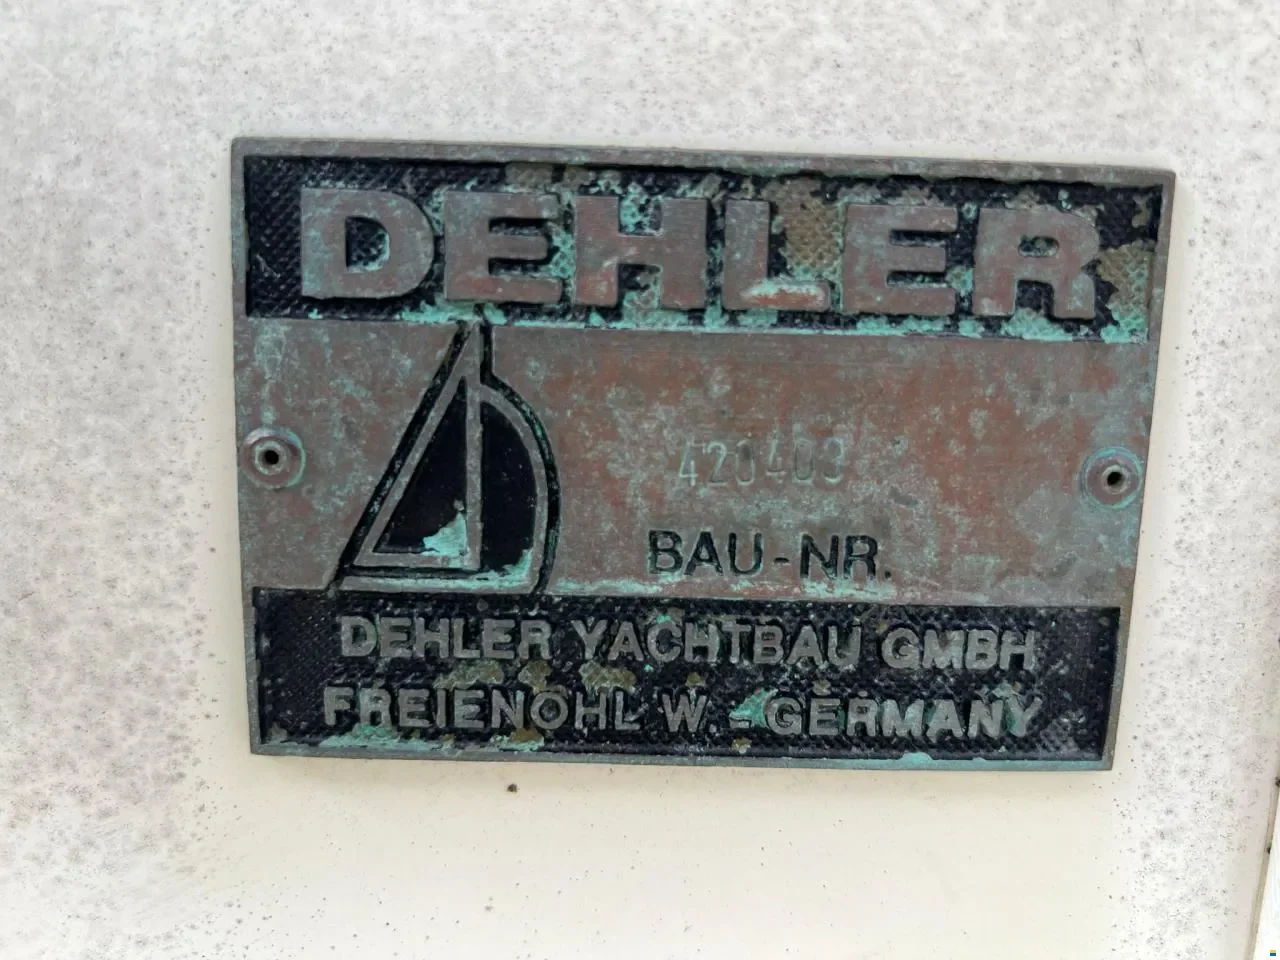 DEHLER
420403
BAU-NR.
DEHLER YACHTBAU GMBH
FREIENOHL W.-GERMANY